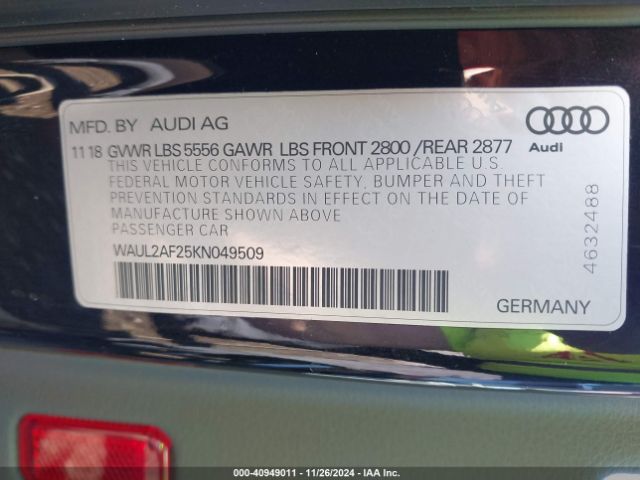 MFD. BY AUDI AG
Audi
11 18 GVWR LBS 5556 GAWR LBS FRONT 2800 /REAR 2877
THIS VEHICLE CONFORMS TO ALL APPLICABLE U.S
FEDERAL MOTOR VEHICLE SAFETY, BUMPER AND THEFT
PREVENTION STANDARDS IN EFFECT ON THE DATE OF
MANUFACTURE SHOWN ABOVE
PASSENGER CAR
WAUL2AF25KN049509
4632488
GERMANY
000-40949011 - 11/26/2024 - IAA, Inc.